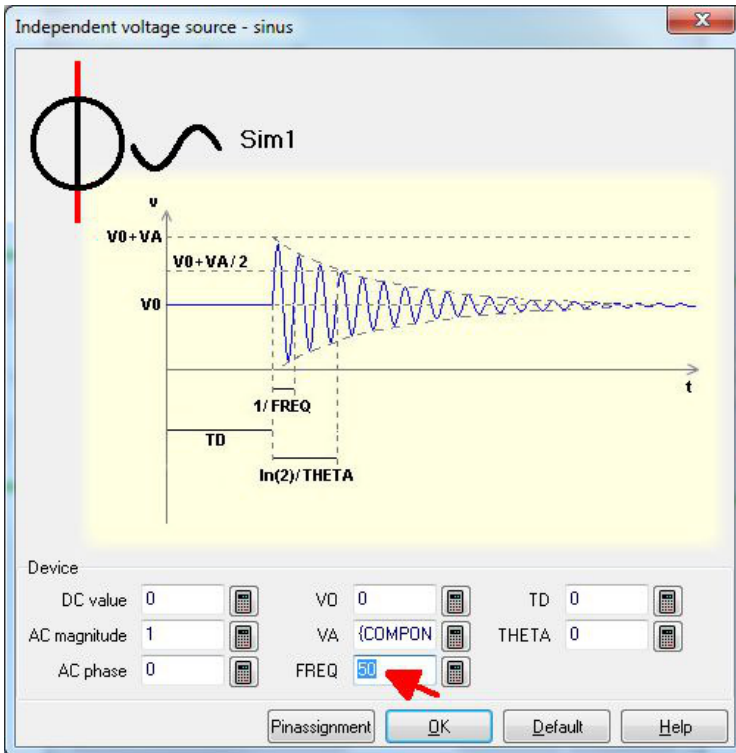 Independent voltage source - sinus
Sim1
v
V0+VA
V0+VA/2
V0
t
1/FREQ
TD
ln(2)/THETA
Device
DC value 0 VO 0 TD 0
AC magnitude 1 VA {COMPON THETA 0
AC phase 0 FREQ 50
Pinassignment OK Default Help